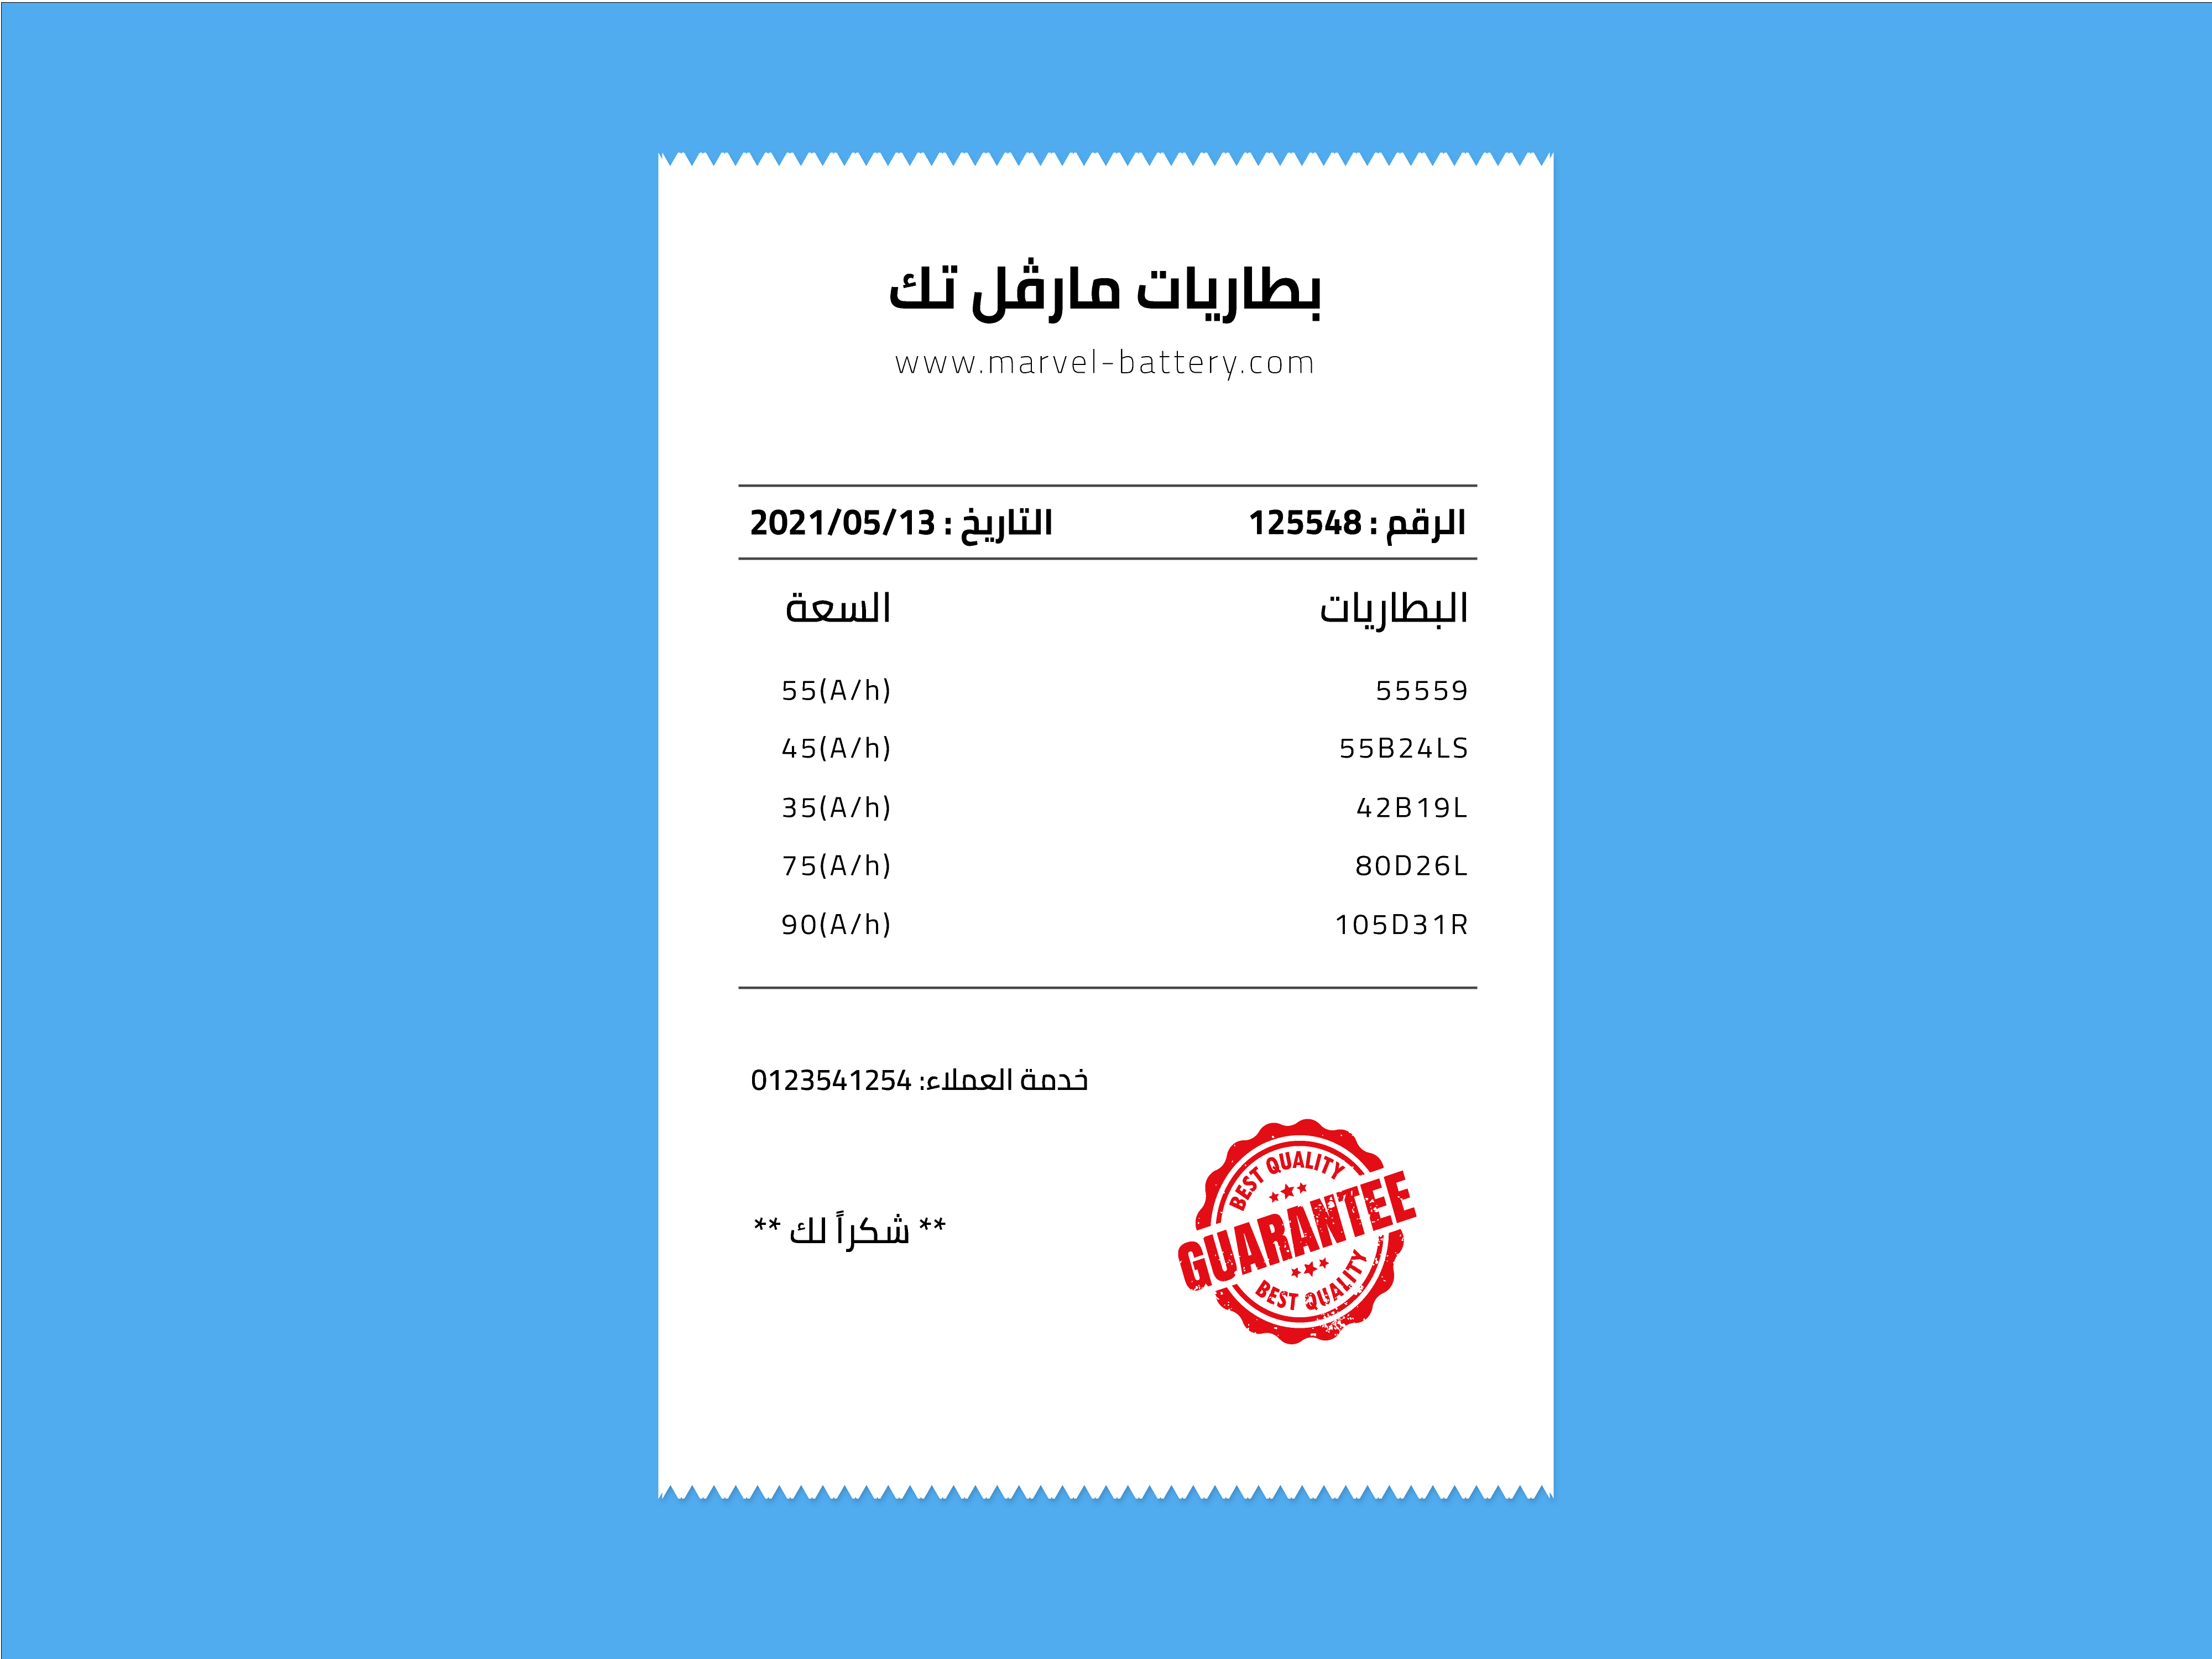 بطاريات مارڤل تك
www.marvel-battery.com
الرقم : 125548 التاريخ : 2021/05/13
البطاريات السعة
55559 55(A/h)
55B24LS 45(A/h)
42B19L 35(A/h)
80D26L 75(A/h)
105D31R 90(A/h)
خدمة العملاء: 0123541254
** شكراً لك **
BEST QUALITY
GUARANTEE
BEST QUALITY